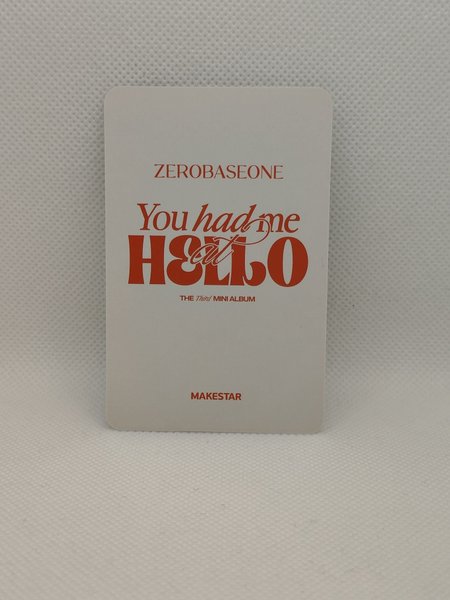 ZEROBASEONE
You had me
at
HELLO
THE Third MINI ALBUM
MAKESTAR